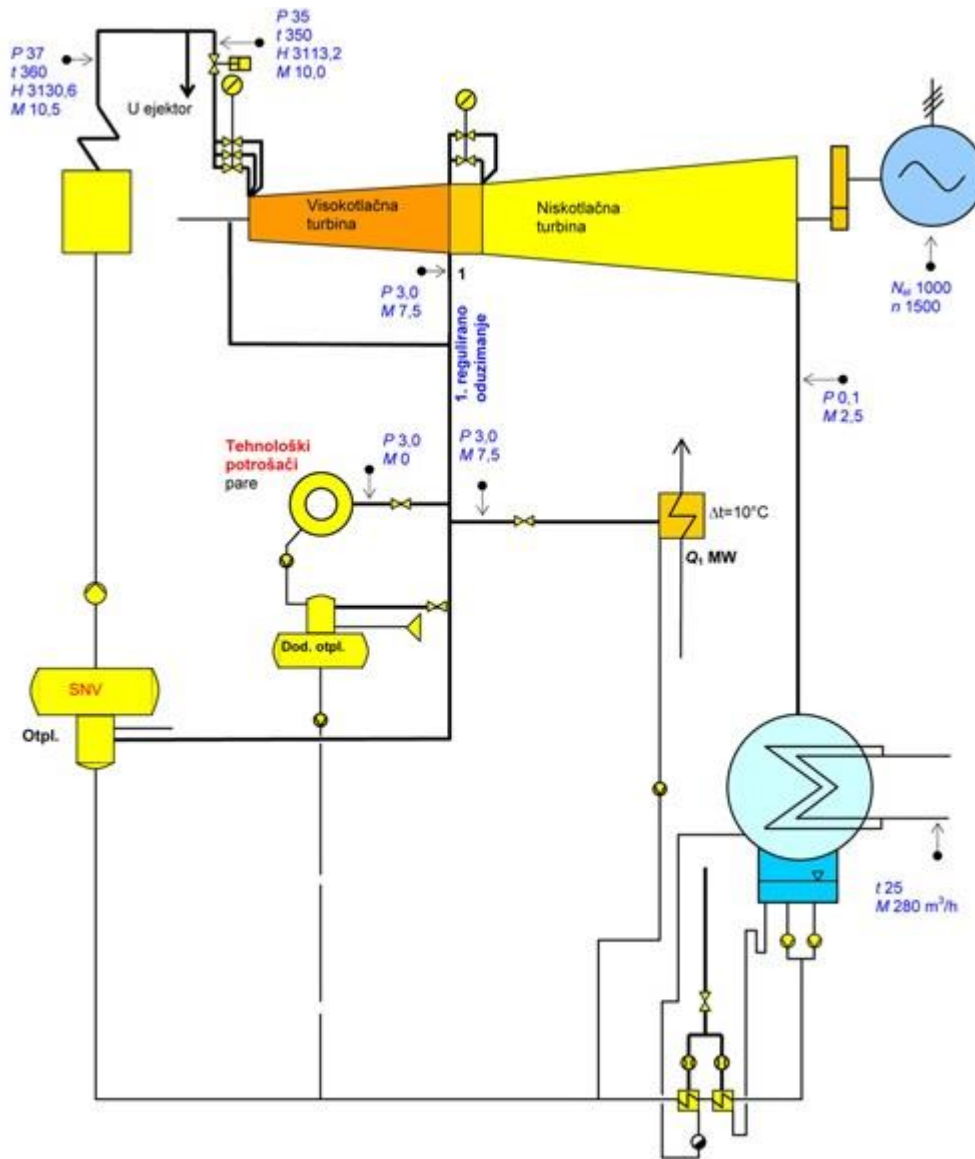 P 37
t 360
H 3130,6
M 10,5
U ejektor
P 35
t 350
H 3113,2
M 10,0
Visokotlačna
turbina
Niskotlačna
turbina
P 3,0
M 7,5
1
1. regulirano
oduzimanje
Nel 1000
n 1500
P 0,1
M 2,5
Tehnološki
potrošači
pare
P 3,0
M 0
P 3,0
M 7,5
Δt=10°C
Q1 MW
Dod. otpl.
SNV
Otpl.
t 25
M 280 m³/h